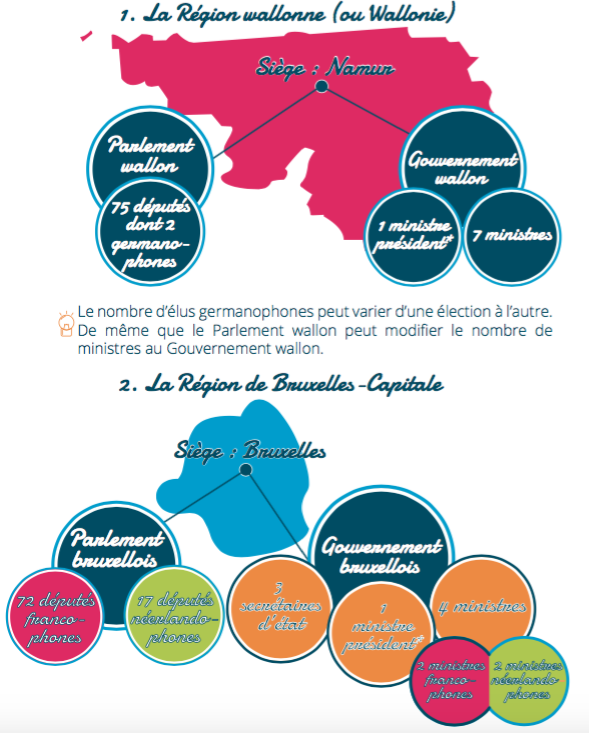 1. La Région wallonne (ou Wallonie)
Siège : Namur
Parlement
wallon
75 députés
dont 2
germano-
phones
Gouvernement
wallon
1 ministre
président*
7 ministres
Le nombre d’élus germanophones peut varier d’une élection à l’autre.
De même que le Parlement wallon peut modifier le nombre de
ministres au Gouvernement wallon.
2. La Région de Bruxelles-Capitale
Siège : Bruxelles
Parlement
bruxellois
72 députés
franco-
phones
17 députés
néerlando-
phones
Gouvernement
bruxellois
3
secrétaires
d’état
1
ministre
président*
4 ministres
2 ministres
franco-
phones
2 ministres
néerlando-
phones